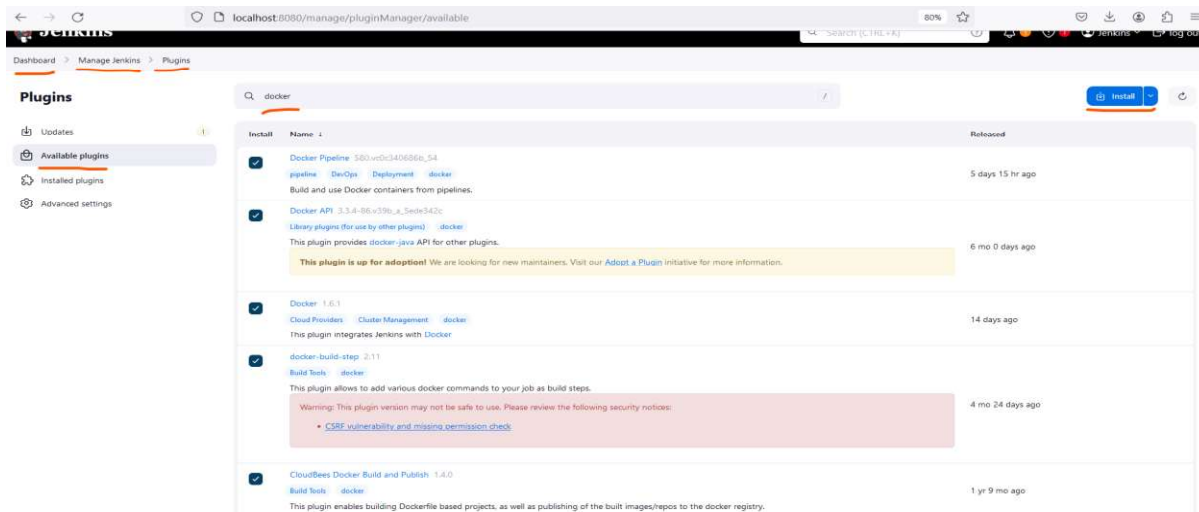 localhost:8080/manage/pluginManager/available
80%
Jenkins
Search (CTRL+K)
Jenkins
log out
Dashboard > Manage Jenkins > Plugins
Plugins
docker
/
Install
Updates
1
Available plugins
Installed plugins
Advanced settings
Install Name ↓ Released
Docker Pipeline
pipeline DevOps Deployment docker
Build and use Docker containers from pipelines.
5 days 15 hr ago
Docker API
Library plugins (for use by other plugins) docker
This plugin provides docker-java API for other plugins.
This plugin is up for adoption! We are looking for new maintainers. Visit our Adopt a Plugin initiative for more information.
6 mo 0 days ago
Docker 1.6.1
Cloud Providers Cluster Management docker
This plugin integrates Jenkins with Docker
14 days ago
docker-build-step 2.11
Build Tools docker
This plugin allows to add various docker commands to your job as build steps.
Warning: This plugin version may not be safe to use. Please review the following security notices:
• CSRF vulnerability and missing permission check
4 mo 24 days ago
CloudBees Docker Build and Publish 1.4.0
Build Tools docker
This plugin enables building Dockerfile based projects, as well as publishing of the built images/repos to the docker registry.
1 yr 9 mo ago